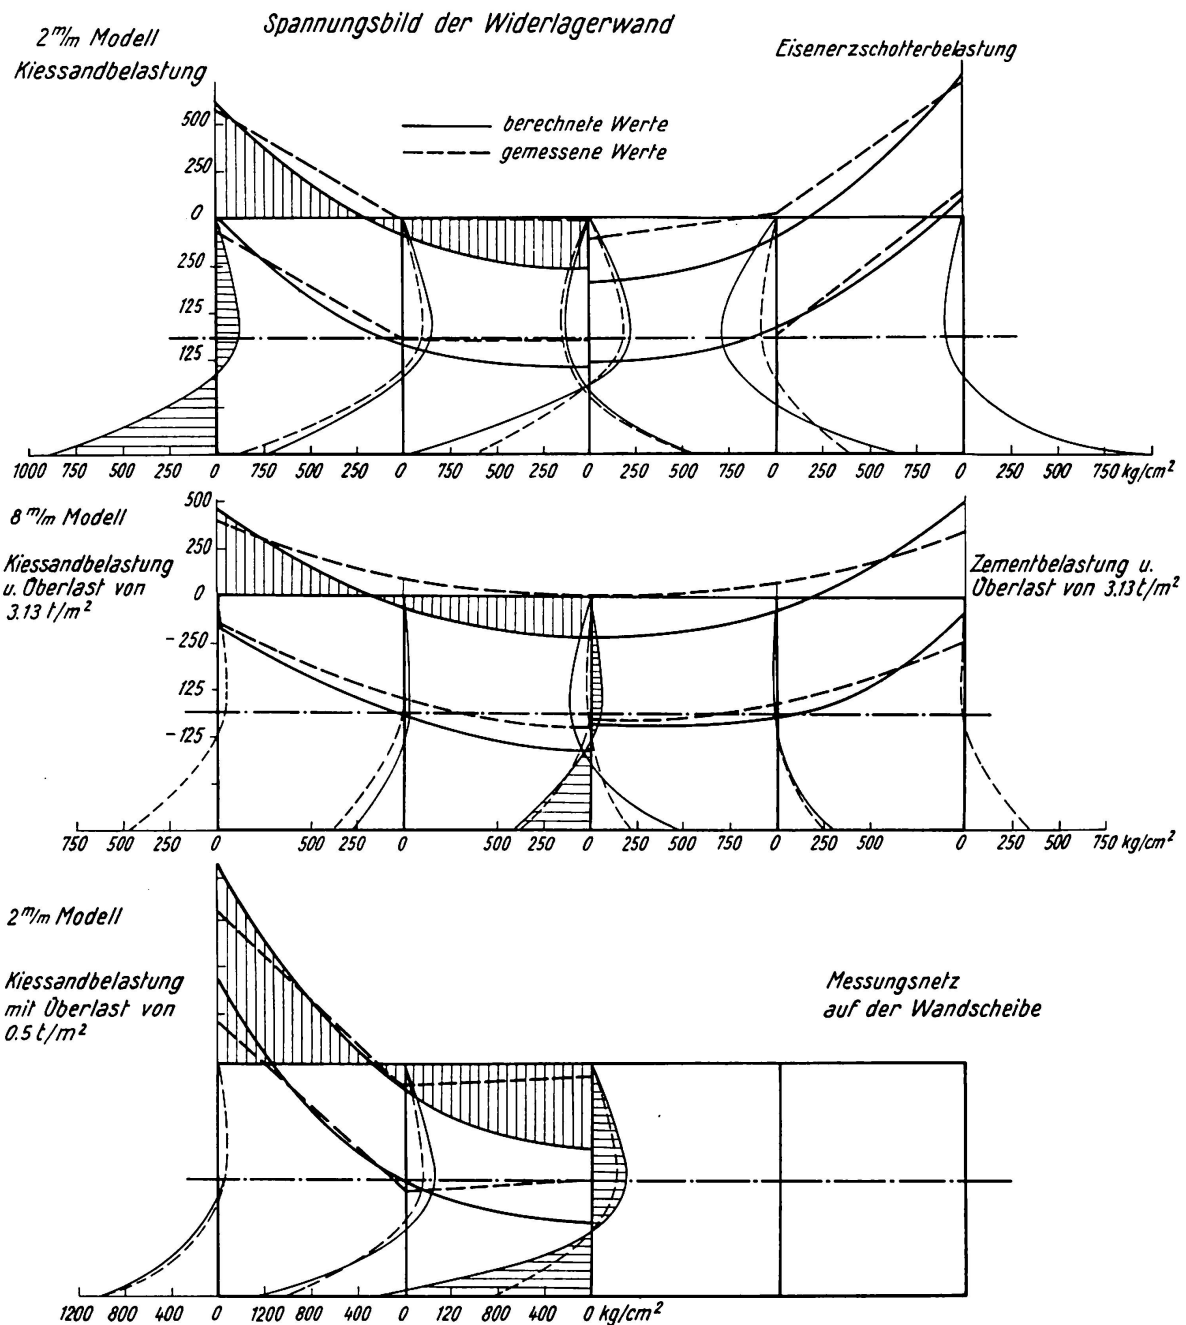 Spannungsbild der Widerlagerwand
2 m/m Modell
Kiessandbelastung
Eisenerzschotterbelastung
berechnete Werte
gemessene Werte
500
250
0
250
125
125
1000 750 500 250 0 750 500 250 0 750 500 250 0 250 500 750 0 250 500 750 0 250 500 750 kg/cm²
8 m/m Modell
Kiessandbelastung
u. Überlast von
3.13 t/m²
Zementbelastung u.
Überlast von 3.13 t/m²
500
250
0
-250
125
-125
750 500 250 0 500 250 0 500 250 0 250 500 0 250 500 0 250 500 750 kg/cm²
2 m/m Modell
Kiessandbelastung
mit Überlast von
0.5 t/m²
Messungsnetz
auf der Wandscheibe
1200 800 400 0 1200 800 400 0 1200 800 400 0 kg/cm²